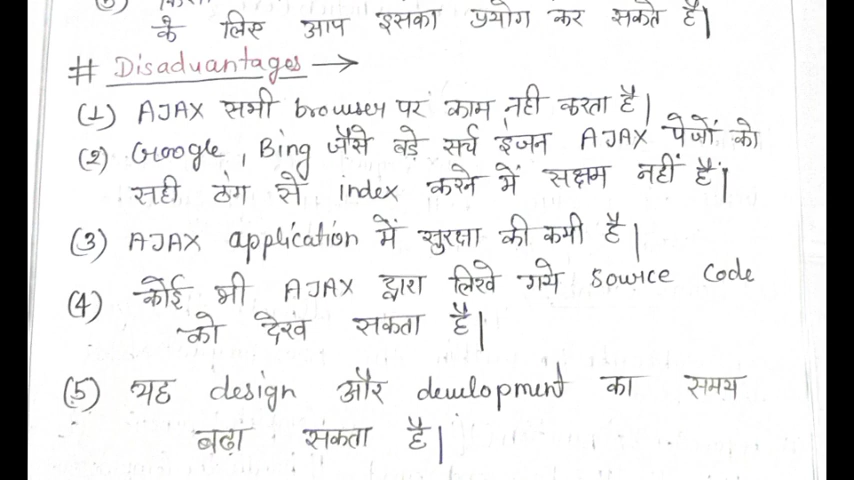 के लिए आप इसका प्रयोग कर सकते है|
# Disadvantages →
(1) AJAX सभी browser पर काम नही करता है|
(2) Google, Bing जैसे बड़े सर्च इंजन AJAX पेजों को
सही ठंग से index करने में सक्षम नहीं है|
(3) AJAX application में सुरक्षा की कमी है|
(4) कोई भी AJAX द्वारा लिखे गये source code
को देख सकता है|
(5) यह design और development का समय
बढ़ा सकता है|